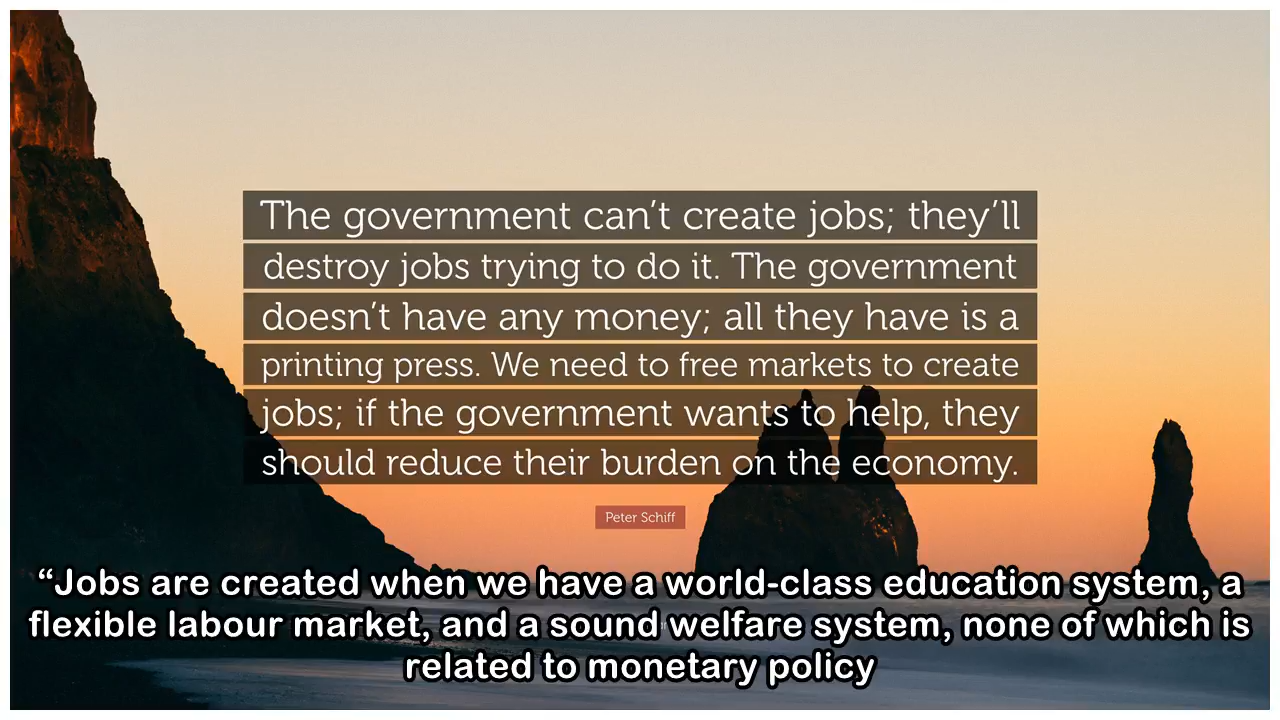 The government can’t create jobs; they’ll
destroy jobs trying to do it. The government
doesn’t have any money; all they have is a
printing press. We need to free markets to create
jobs; if the government wants to help, they
should reduce their burden on the economy.
Peter Schiff
“Jobs are created when we have a world-class education system, a
flexible labour market, and a sound welfare system, none of which is
related to monetary policy